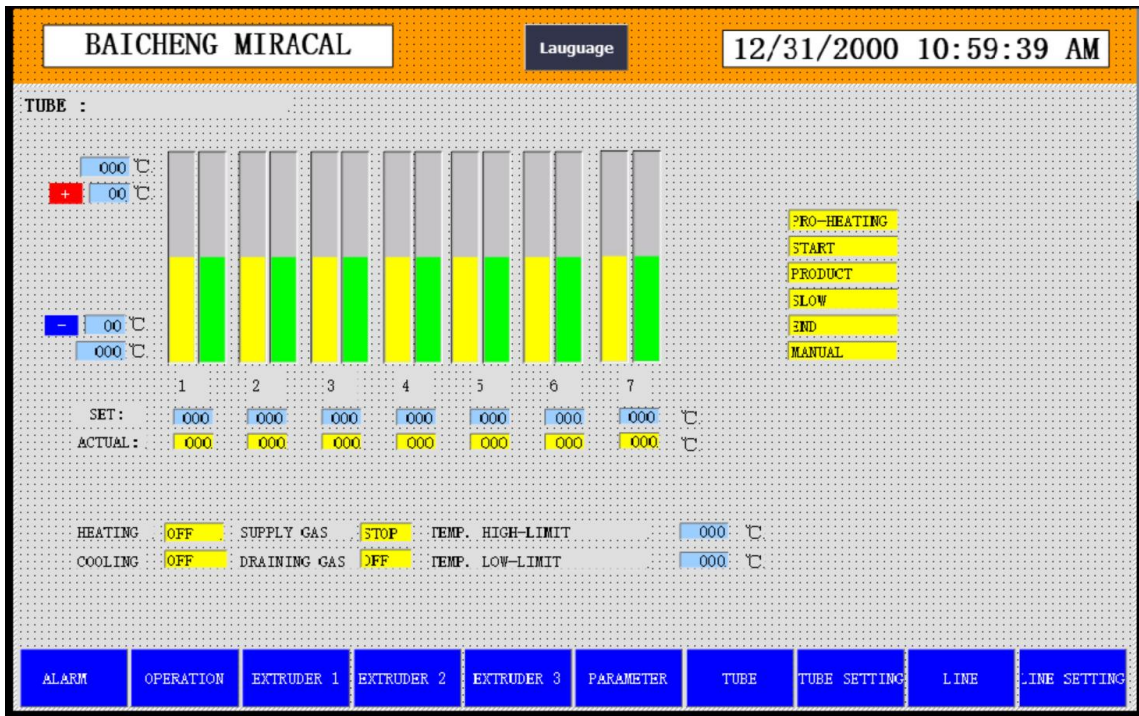 BAICHENG MIRACAL
Lauguage
12/31/2000 10:59:39 AM
TUBE :
000 ℃
+ 00 ℃
- 00 ℃
000 ℃
PRO-HEATING
START
PRODUCT
SLOW
END
MANUAL
1 2 3 4 5 6 7
SET: 000 000 000 000 000 000 000 ℃
ACTUAL: 000 000 000 000 000 000 000 ℃
HEATING OFF SUPPLY GAS STOP TEMP. HIGH-LIMIT 000 ℃
COOLING OFF DRAINING GAS OFF TEMP. LOW-LIMIT 000 ℃
ALARM OPERATION EXTRUDER 1 EXTRUDER 2 EXTRUDER 3 PARAMETER TUBE TUBE SETTING LINE LINE SETTING